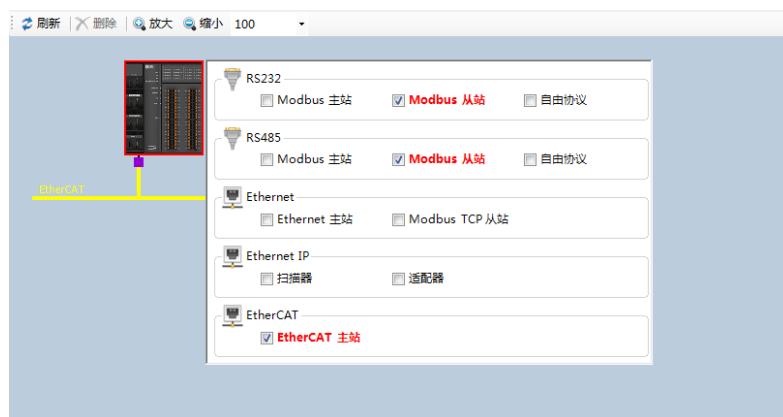 刷新 删除 放大 缩小 100
RS232
Modbus 主站 Modbus 从站 自由协议
RS485
Modbus 主站 Modbus 从站 自由协议
EtherCAT
Ethernet
Ethernet 主站 Modbus TCP 从站
Ethernet IP
扫描器 适配器
EtherCAT
EtherCAT 主站